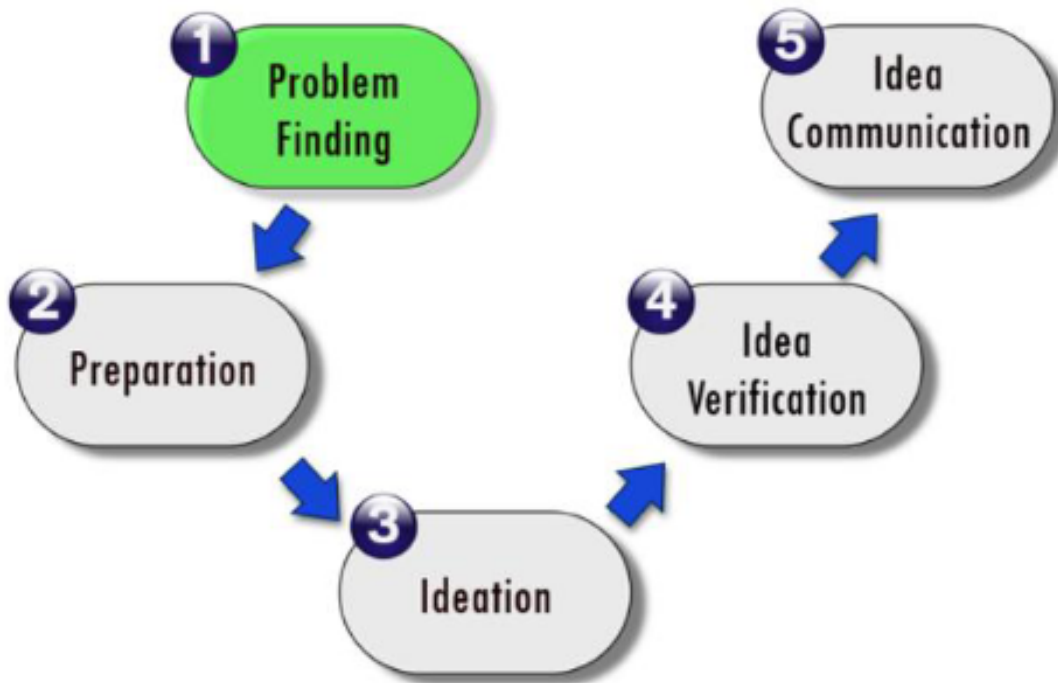 1
Problem
Finding
2
Preparation
3
Ideation
4
Idea
Verification
5
Idea
Communication